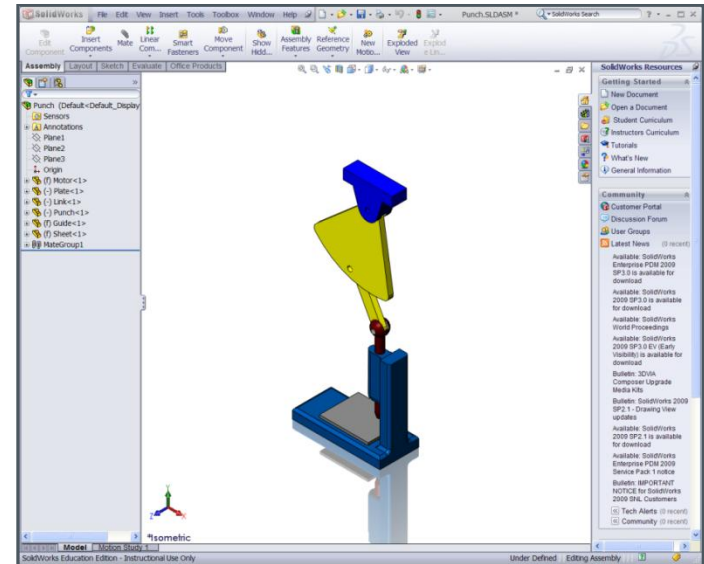 SolidWorks File Edit View Insert Tools Toolbox Window Help Punch.SLDASM * SolidWorks Search
Edit Component
Insert Components
Mate
Linear Com...
Smart Fasteners
Move Component
Show Hidd...
Assembly Features
Reference Geometry
New Motio...
Exploded View
Explod e Lin...
Assembly Layout Sketch Evaluate Office Products
Punch (Default<Default_Display
Sensors
Annotations
Plane1
Plane2
Plane3
Origin
(f) Motor<1>
(-) Plate<1>
(-) Link<1>
(-) Punch<1>
(f) Guide<1>
(f) Sheet<1>
MateGroup1
*Isometric
SolidWorks Resources
Getting Started
New Document
Open a Document
Student Curriculum
Instructors Curriculum
Tutorials
What's New
General Information
Community
Customer Portal
Discussion Forum
User Groups
Latest News (0 recent)
Available: SolidWorks
Enterprise PDM 2009
SP3.0 is available for
download
Available: SolidWorks
2009 SP3.0 is available
for download
Available: SolidWorks
World Proceedings
Available: SolidWorks
2009 SP3.0 EV (Early
Visibility) is available for
download
Bulletin: 3DVIA
Composer Upgrade
Media Kits
Bulletin: SolidWorks 2009
SP2.1 - Drawing View
updates
Available: SolidWorks
2009 SP2.1 is available
for download
Available: SolidWorks
Enterprise PDM 2009
Service Pack 1 notice
Bulletin: IMPORTANT
NOTICE for SolidWorks
2009 SNL Customers
Tech Alerts (0 recent)
Community (0 recent)
Model Motion Study 1
SolidWorks Education Edition - Instructional Use Only Under Defined Editing Assembly